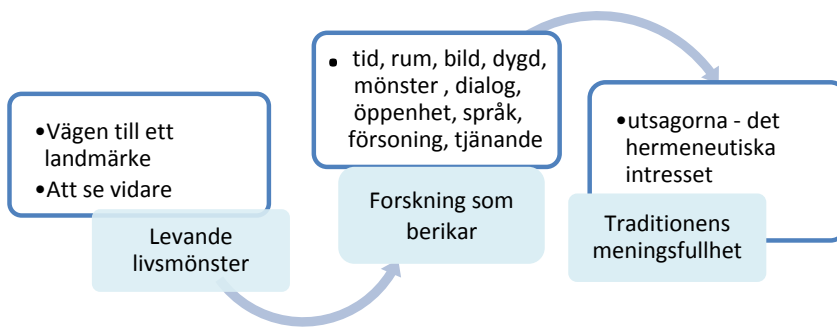 •Vägen till ett
landmärke
•Att se vidare
Levande
livsmönster
• tid, rum, bild, dygd,
mönster , dialog,
öppenhet, språk,
försoning, tjänande
Forskning som
berikar
•utsagorna - det
hermeneutiska
intresset
Traditionens
meningsfullhet